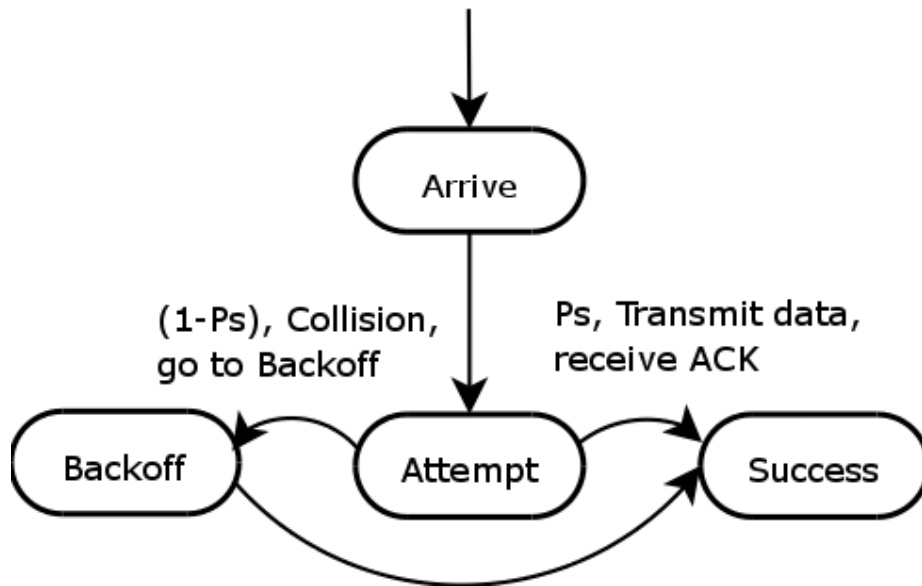 Arrive
(1-Ps), Collision,
go to Backoff
Ps, Transmit data,
receive ACK
Backoff
Attempt
Success